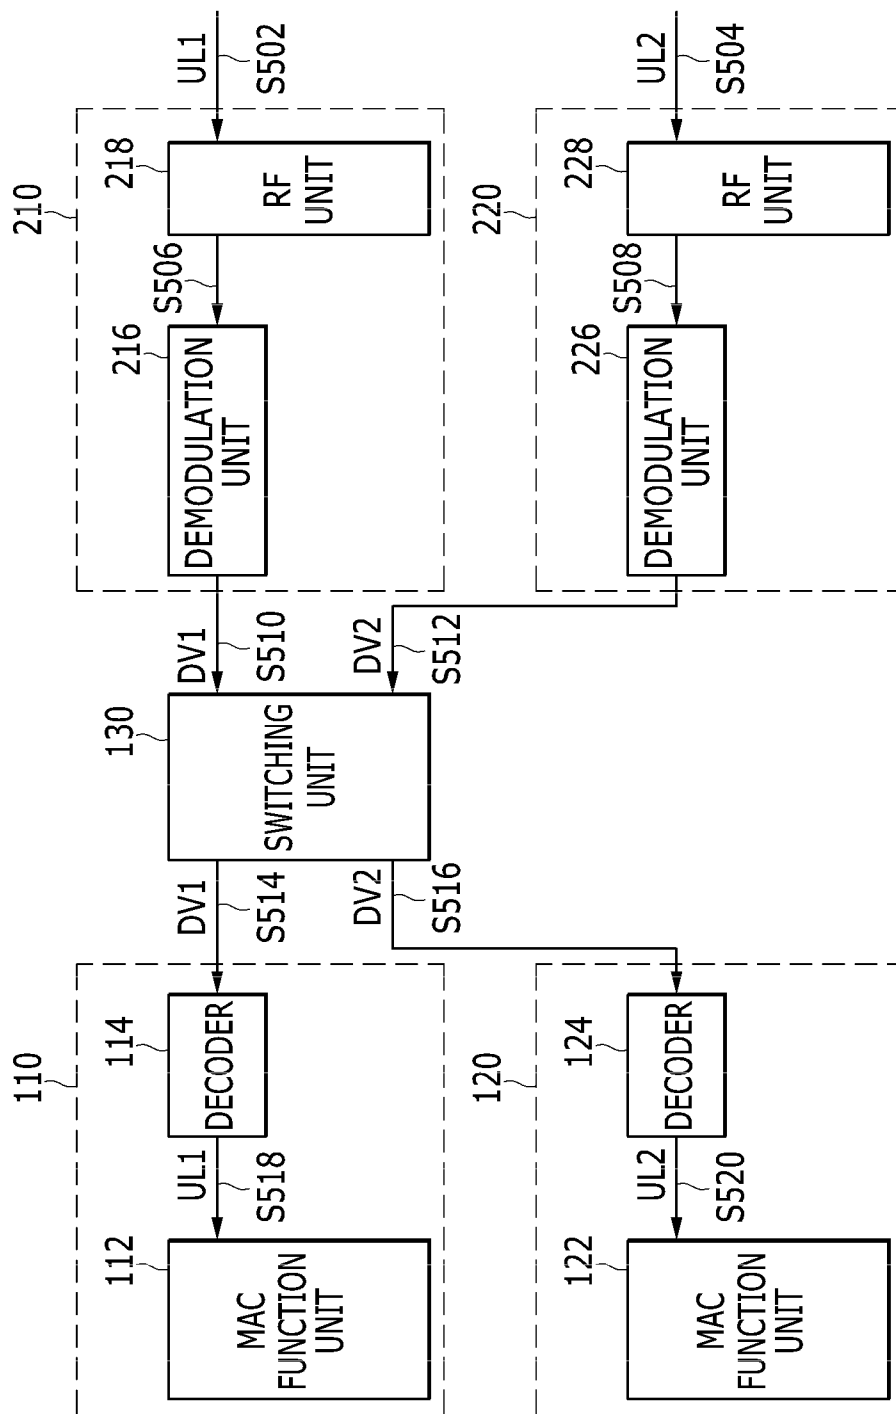 110
112
MAC
FUNCTION
UNIT
UL1
S518
114
DECODER
DV1
S514
130
SWITCHING
UNIT
DV1
S510
210
216
DEMODULATION
UNIT
S506
218
RF
UNIT
UL1
S502
DV2
S516
DV2
S512
120
122
MAC
FUNCTION
UNIT
UL2
S520
124
DECODER
220
226
DEMODULATION
UNIT
S508
228
RF
UNIT
UL2
S504